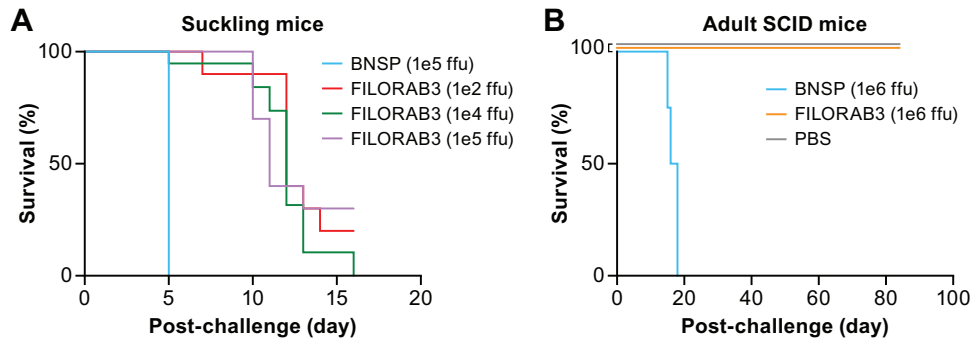 A
Suckling mice
Survival (%)
100
50
0
BNSP (1e5 ffu)
FILORAB3 (1e2 ffu)
FILORAB3 (1e4 ffu)
FILORAB3 (1e5 ffu)
0 5 10 15 20
Post-challenge (day)
B
Adult SCID mice
Survival (%)
100
50
0
BNSP (1e6 ffu)
FILORAB3 (1e6 ffu)
PBS
0 20 40 60 80 100
Post-challenge (day)